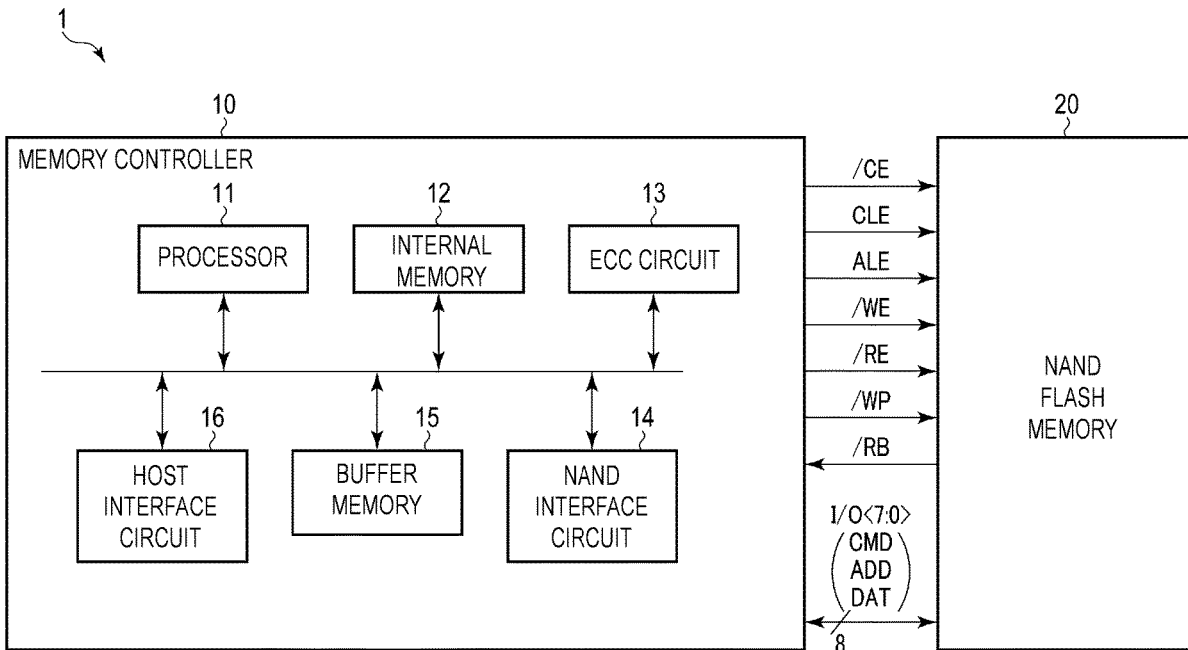 1
10
20
MEMORY CONTROLLER
11
12
13
PROCESSOR
INTERNAL
MEMORY
ECC CIRCUIT
16
15
14
HOST
INTERFACE
CIRCUIT
BUFFER
MEMORY
NAND
INTERFACE
CIRCUIT
/CE
CLE
ALE
/WE
/RE
/WP
/RB
I/O<7:0>
CMD
ADD
DAT
8
NAND
FLASH
MEMORY